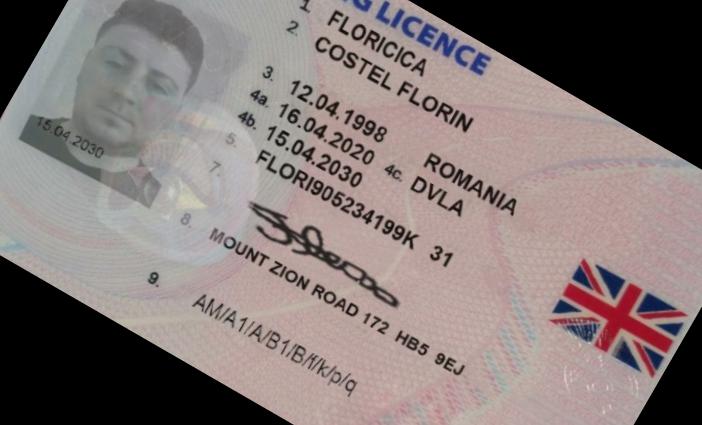 NG LICENCE
1 FLORICICA
2. COSTEL FLORIN
3. 12.04.1998 ROMANIA
4a. 16.04.2020 4c. DVLA
4b. 15.04.2030
5. FLORI905234199K 31
7.
8. MOUNT ZION ROAD 172 HB5 9EJ
9. AM/A1/A/B1/B/f/k/p/q
15.04.2030